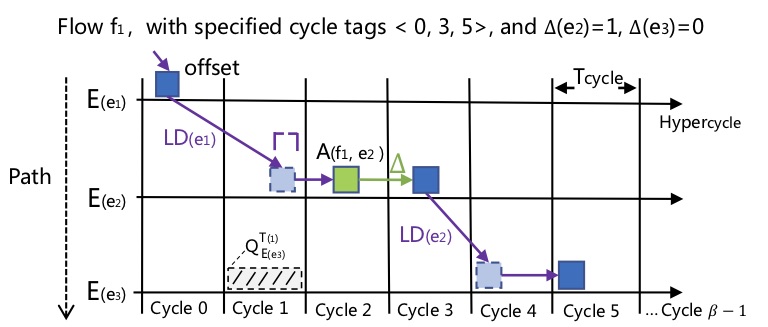 Flow f₁, with specified cycle tags < 0, 3, 5>, and Δ(e₂)=1, Δ(e₃)=0
offset
Tcycle
E(e₁)
Hypercycle
LD(e₁)
A(f₁, e₂)
Δ
Path
E(e₂)
LD(e₂)
Q^{T(1)}_{E(e₃)}
E(e₃)
Cycle 0 Cycle 1 Cycle 2 Cycle 3 Cycle 4 Cycle 5 ...Cycle β − 1